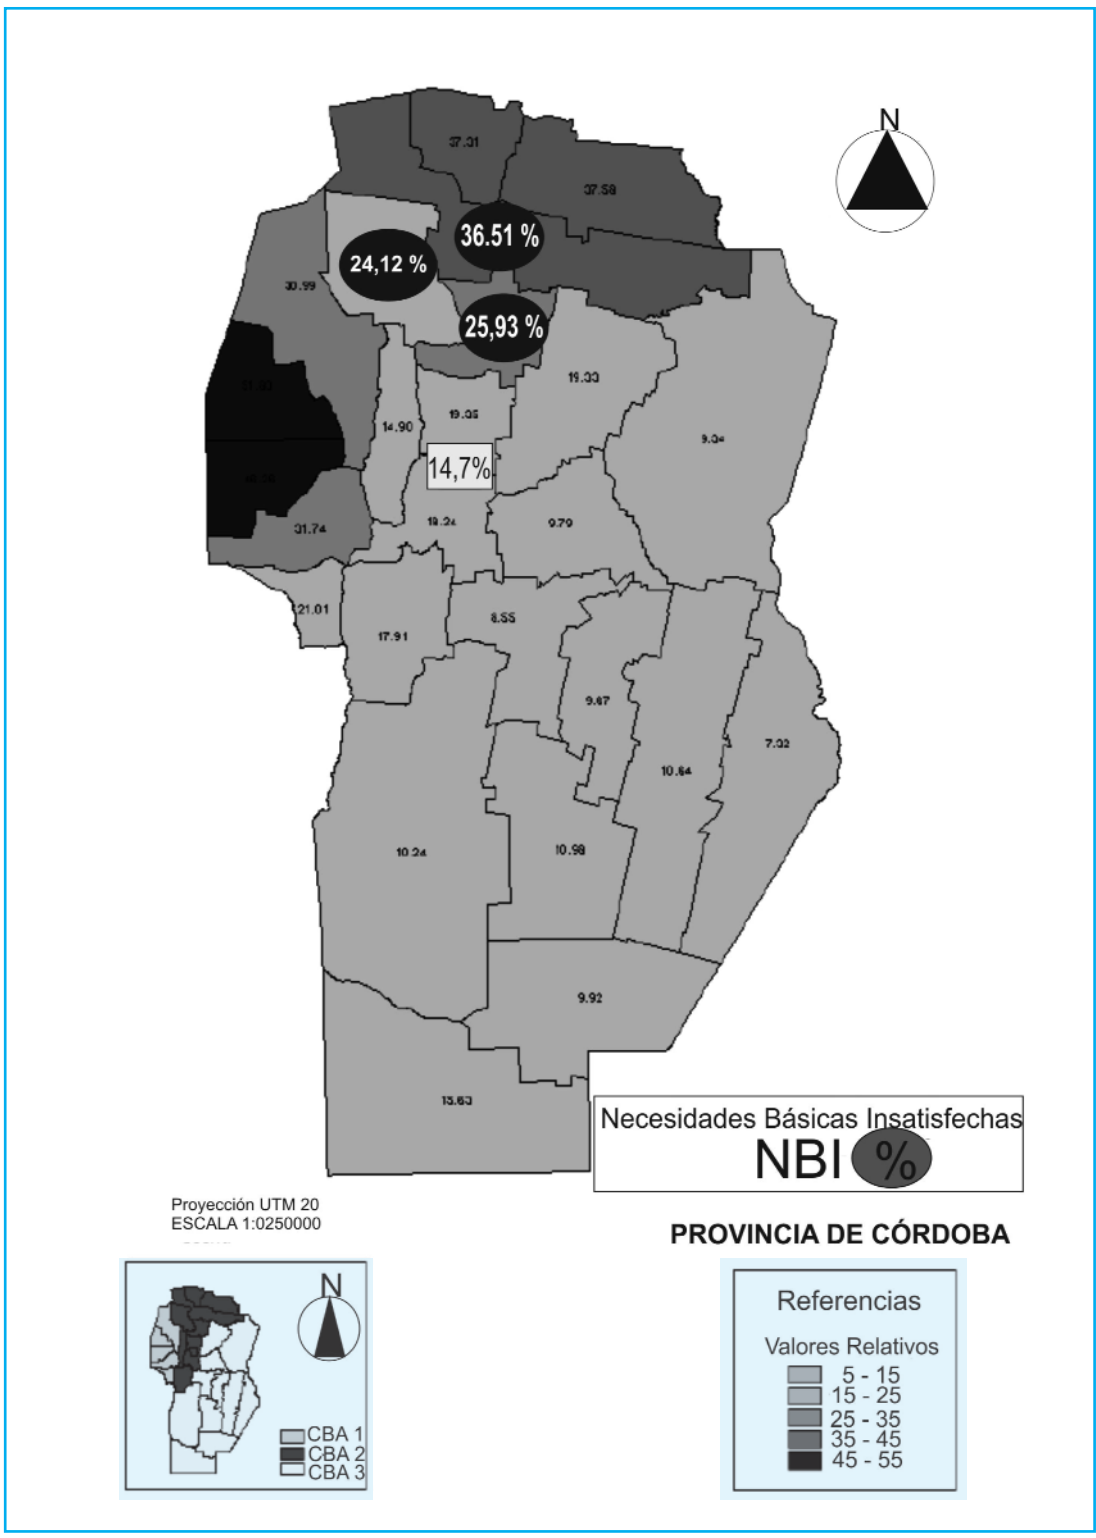 N
37.31
37.58
36.51 %
24,12 %
30.99
25,93 %
19.33
19.05
14.90
9.04
14,7%
31.74
18.24
9.79
21.01
17.91
8.55
9.67
7.02
10.64
10.24
10.98
9.92
15.63
Necesidades Básicas Insatisfechas
NBI %
Proyección UTM 20
ESCALA 1:0250000
PROVINCIA DE CÓRDOBA
N
CBA 1
CBA 2
CBA 3
Referencias
Valores Relativos
5 - 15
15 - 25
25 - 35
35 - 45
45 - 55